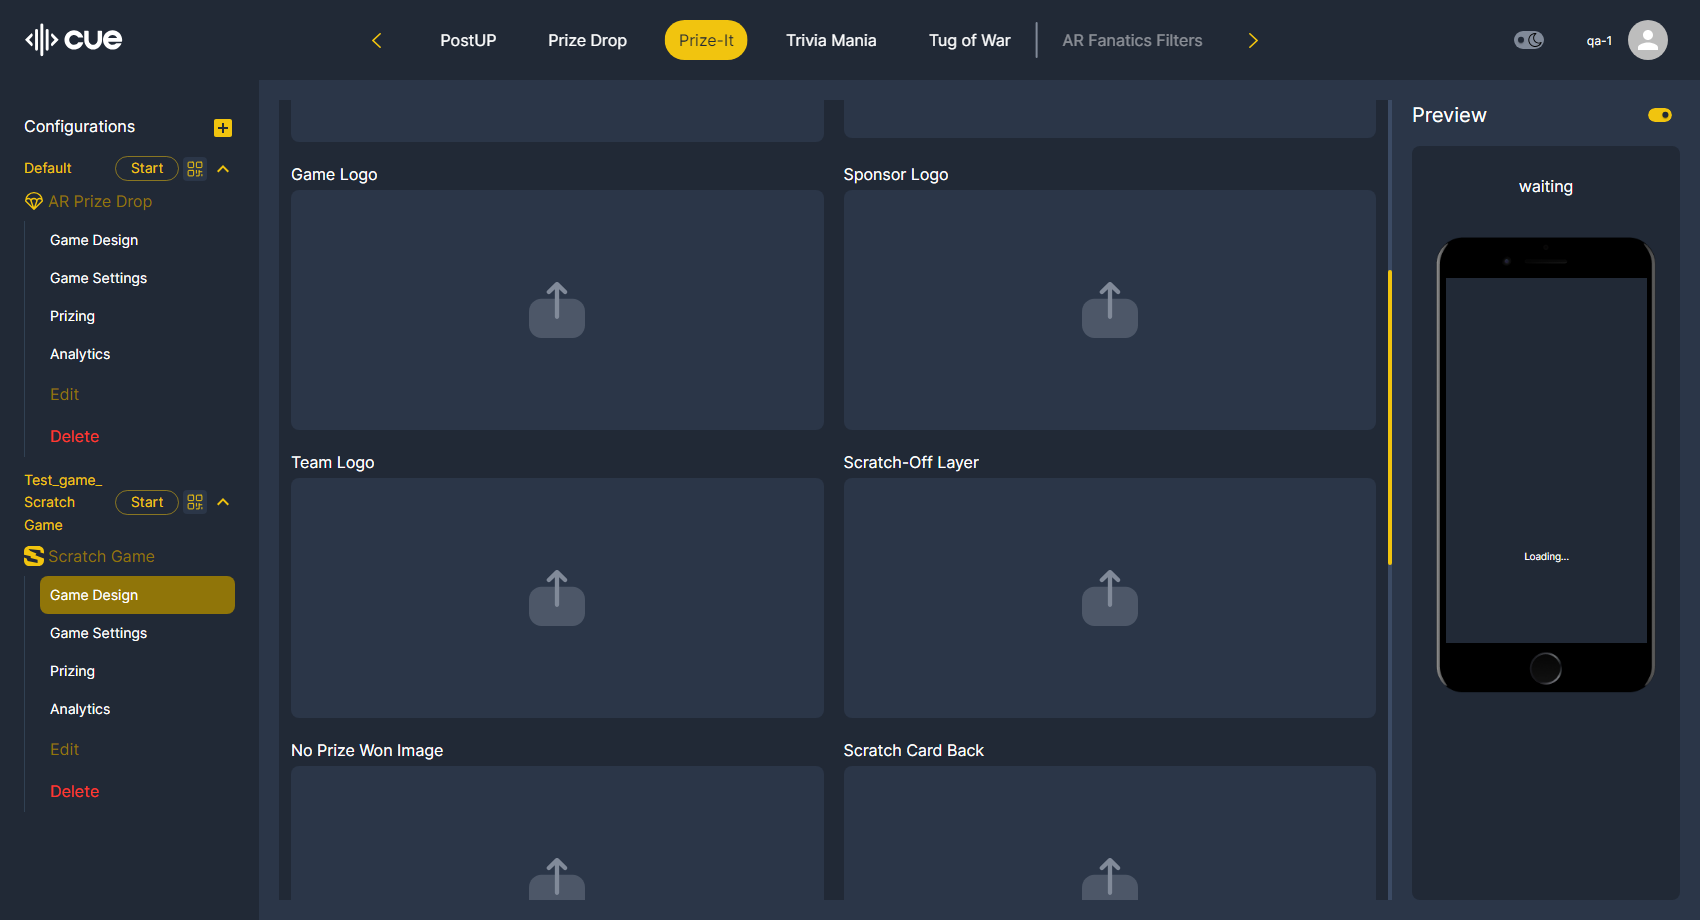 cue
PostUP
Prize Drop
Prize-It
Trivia Mania
Tug of War
AR Fanatics Filters
qa-1
Configurations
Default
Start
AR Prize Drop
Game Design
Game Settings
Prizing
Analytics
Edit
Delete
Test_game_
Scratch
Game
Start
Scratch Game
Game Design
Game Settings
Prizing
Analytics
Edit
Delete
Game Logo
Sponsor Logo
Team Logo
Scratch-Off Layer
No Prize Won Image
Scratch Card Back
Preview
waiting
Loading...